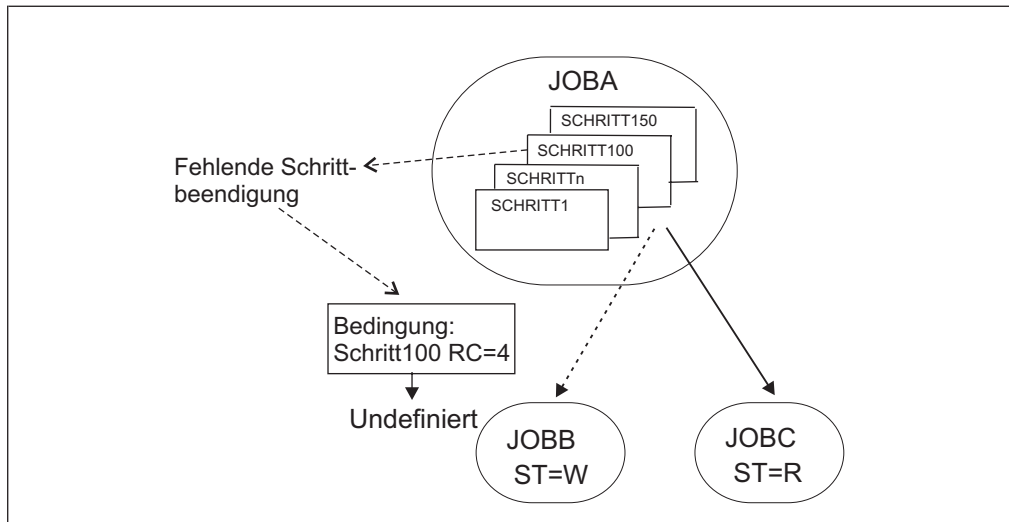 JOBA
SCHRITT150
SCHRITT100
SCHRITTn
SCHRITT1
Fehlende Schritt-
beendigung
Bedingung:
Schritt100 RC=4
Undefiniert
JOBB
ST=W
JOBC
ST=R